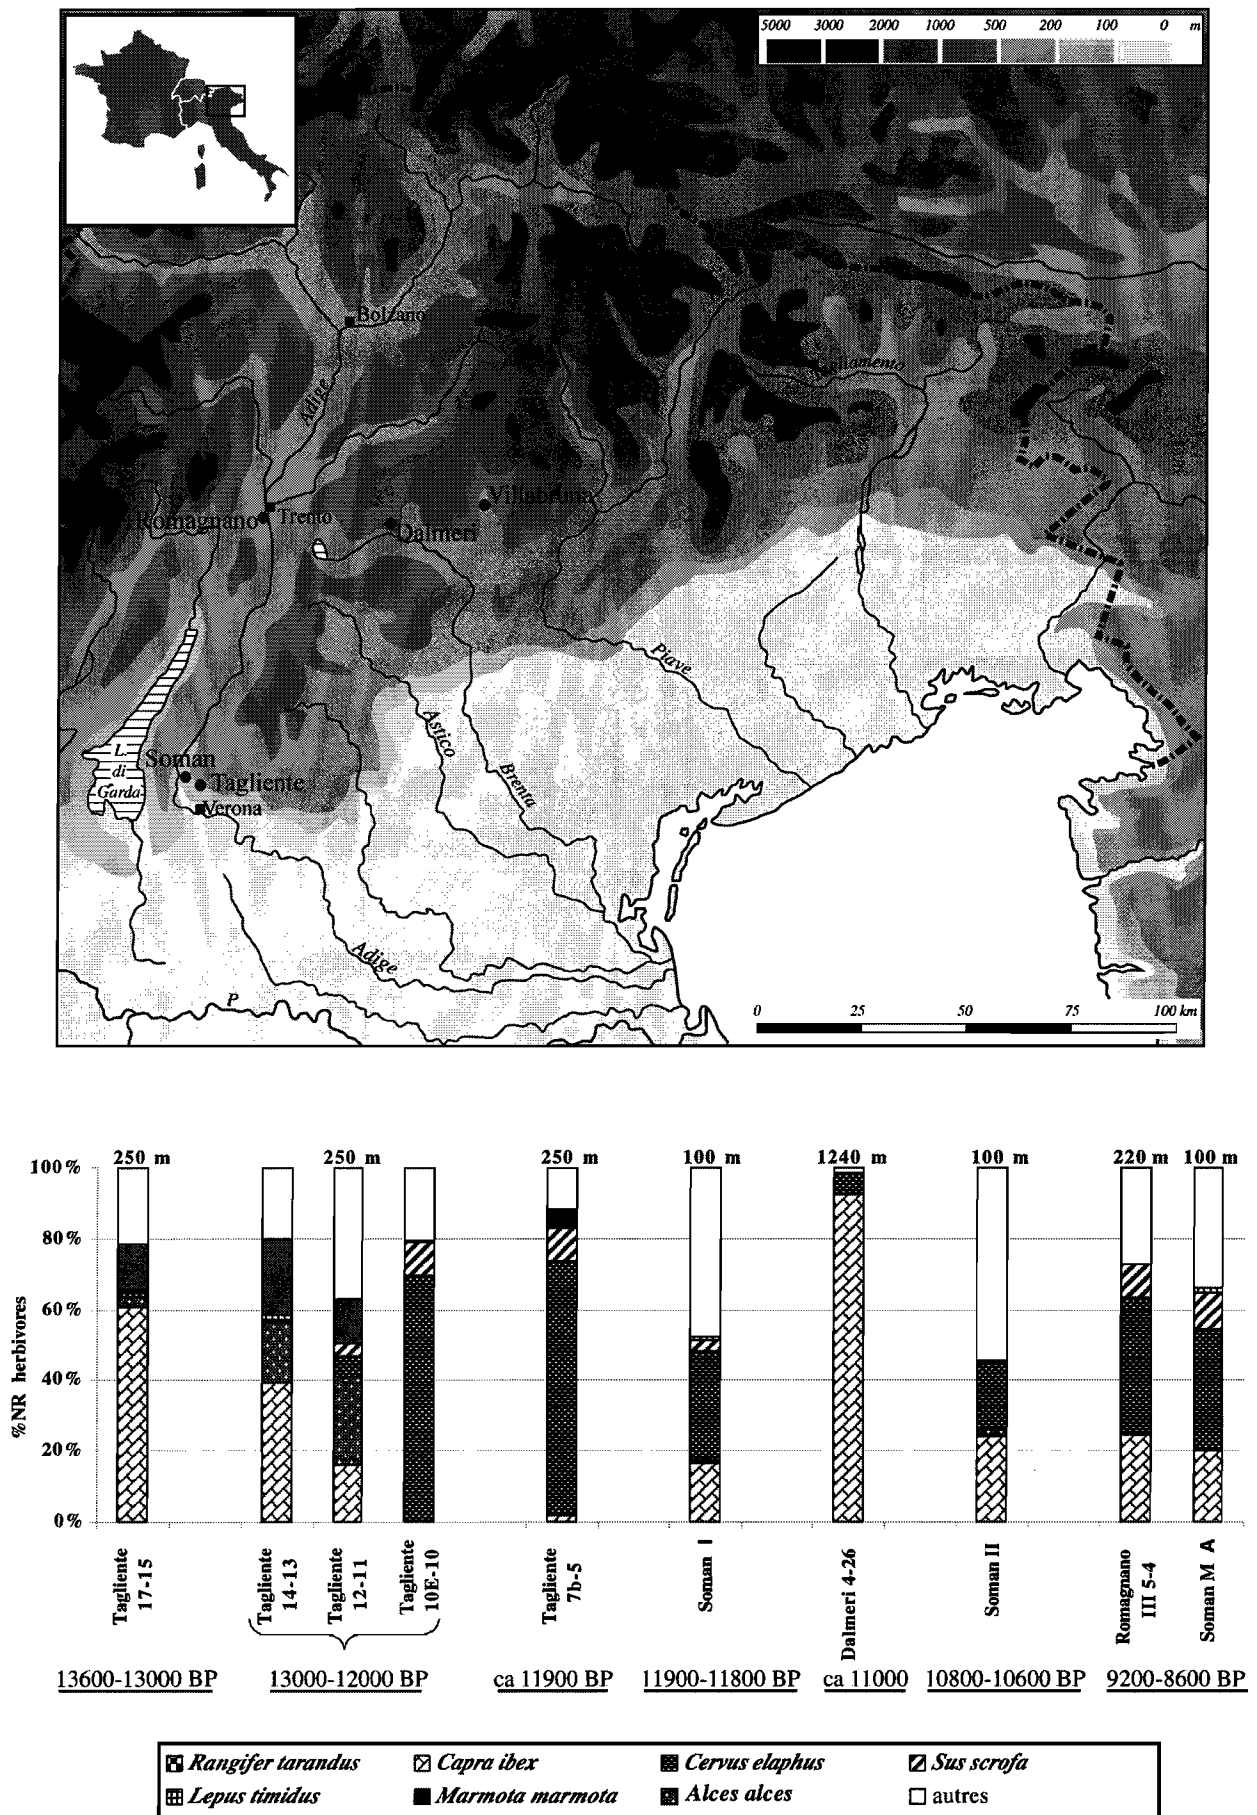 5000 3000 2000 1000 500 200 100 0 m
Bolzano
Adige
Villabruna
Romagnano
Trento
Dalmeri
Piave
Astico
Soman
L.
di
Garda
Tagliente
Verona
Brenta
Adige
P
0 25 50 75 100 km
250 m 250 m 250 m 100 m 1240 m 100 m 220 m 100 m
100%
80%
60%
40%
20%
0%
%NR herbivores
Tagliente
17-15
Tagliente
14-13
Tagliente
12-11
Tagliente
10E-10
Tagliente
7b-5
Soman I
Dalmeri 4-26
Soman II
Romagnano
III 5-4
Soman M A
13600-13000 BP 13000-12000 BP ca 11900 BP 11900-11800 BP ca 11000 10800-10600 BP 9200-8600 BP
Rangifer tarandus Capra ibex Cervus elaphus Sus scrofa
Lepus timidus Marmota marmota Alces alces autres